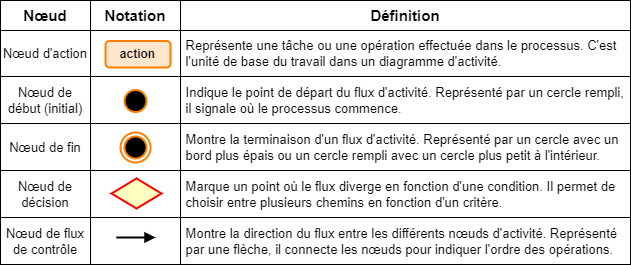 Nœud Notation Définition
Nœud d'action
action
Représente une tâche ou une opération effectuée dans le processus. C'est
l'unité de base du travail dans un diagramme d'activité.
Nœud de
début (initial)
Indique le point de départ du flux d'activité. Représenté par un cercle rempli,
il signale où le processus commence.
Nœud de fin
Montre la terminaison d'un flux d'activité. Représenté par un cercle avec un
bord plus épais ou un cercle rempli avec un cercle plus petit à l'intérieur.
Nœud de
décision
Marque un point où le flux diverge en fonction d'une condition. Il permet de
choisir entre plusieurs chemins en fonction d'un critère.
Nœud de flux
de contrôle
Montre la direction du flux entre les différents nœuds d'activité. Représenté
par une flèche, il connecte les nœuds pour indiquer l'ordre des opérations.